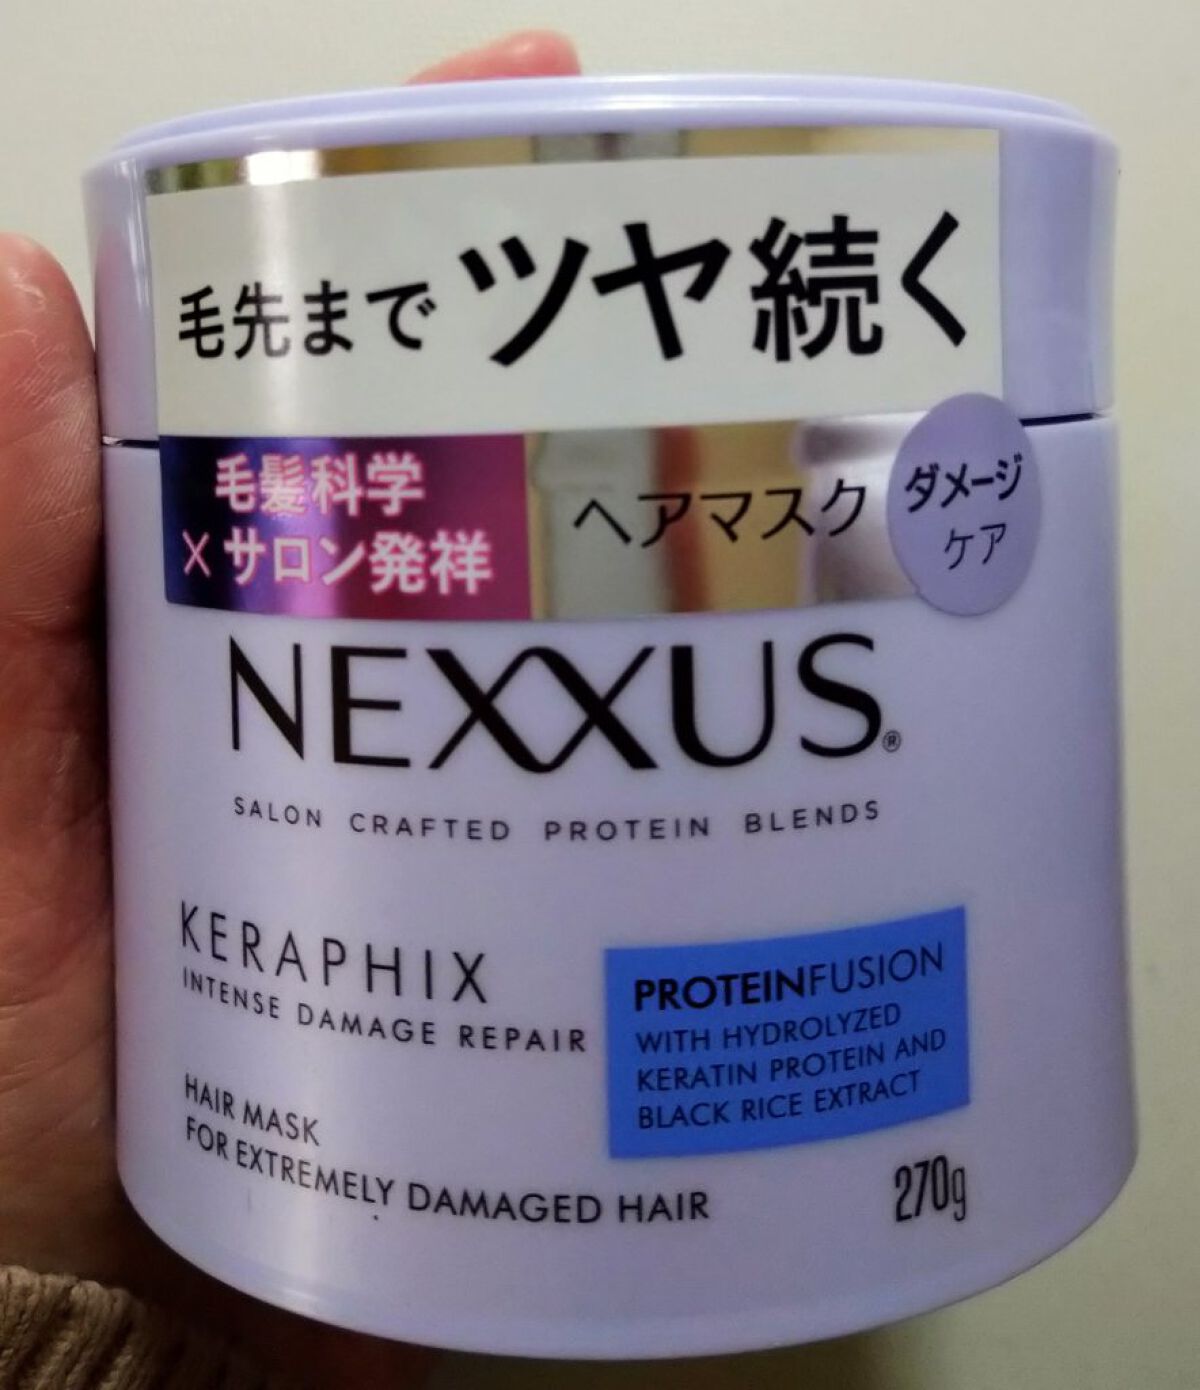 毛先まで ツヤ続く
毛髪科学
×サロン発祥
ヘアマスク
ダメージ
ケア
NEXXUS®
SALON CRAFTED PROTEIN BLENDS
KERAPHIX
INTENSE DAMAGE REPAIR
PROTEINFUSION
WITH HYDROLYZED
KERATIN PROTEIN AND
BLACK RICE EXTRACT
HAIR MASK
FOR EXTREMELY DAMAGED HAIR
270g